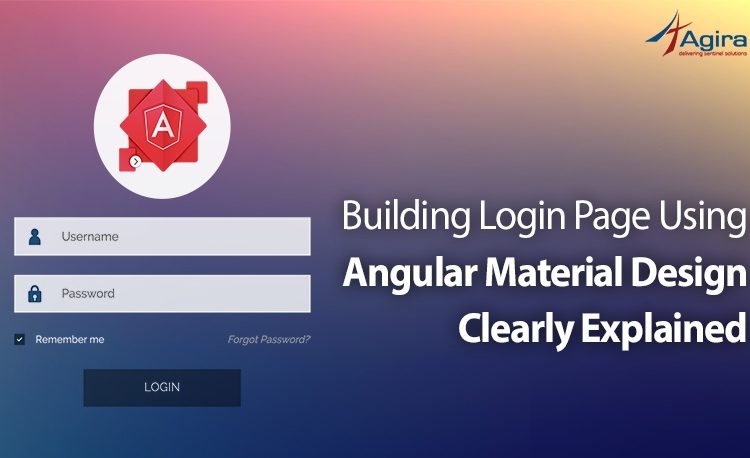 Agira
delivering sentinel solutions
A
Username
Password
Remember me
Forgot Password?
LOGIN
Building Login Page Using
Angular Material Design
Clearly Explained